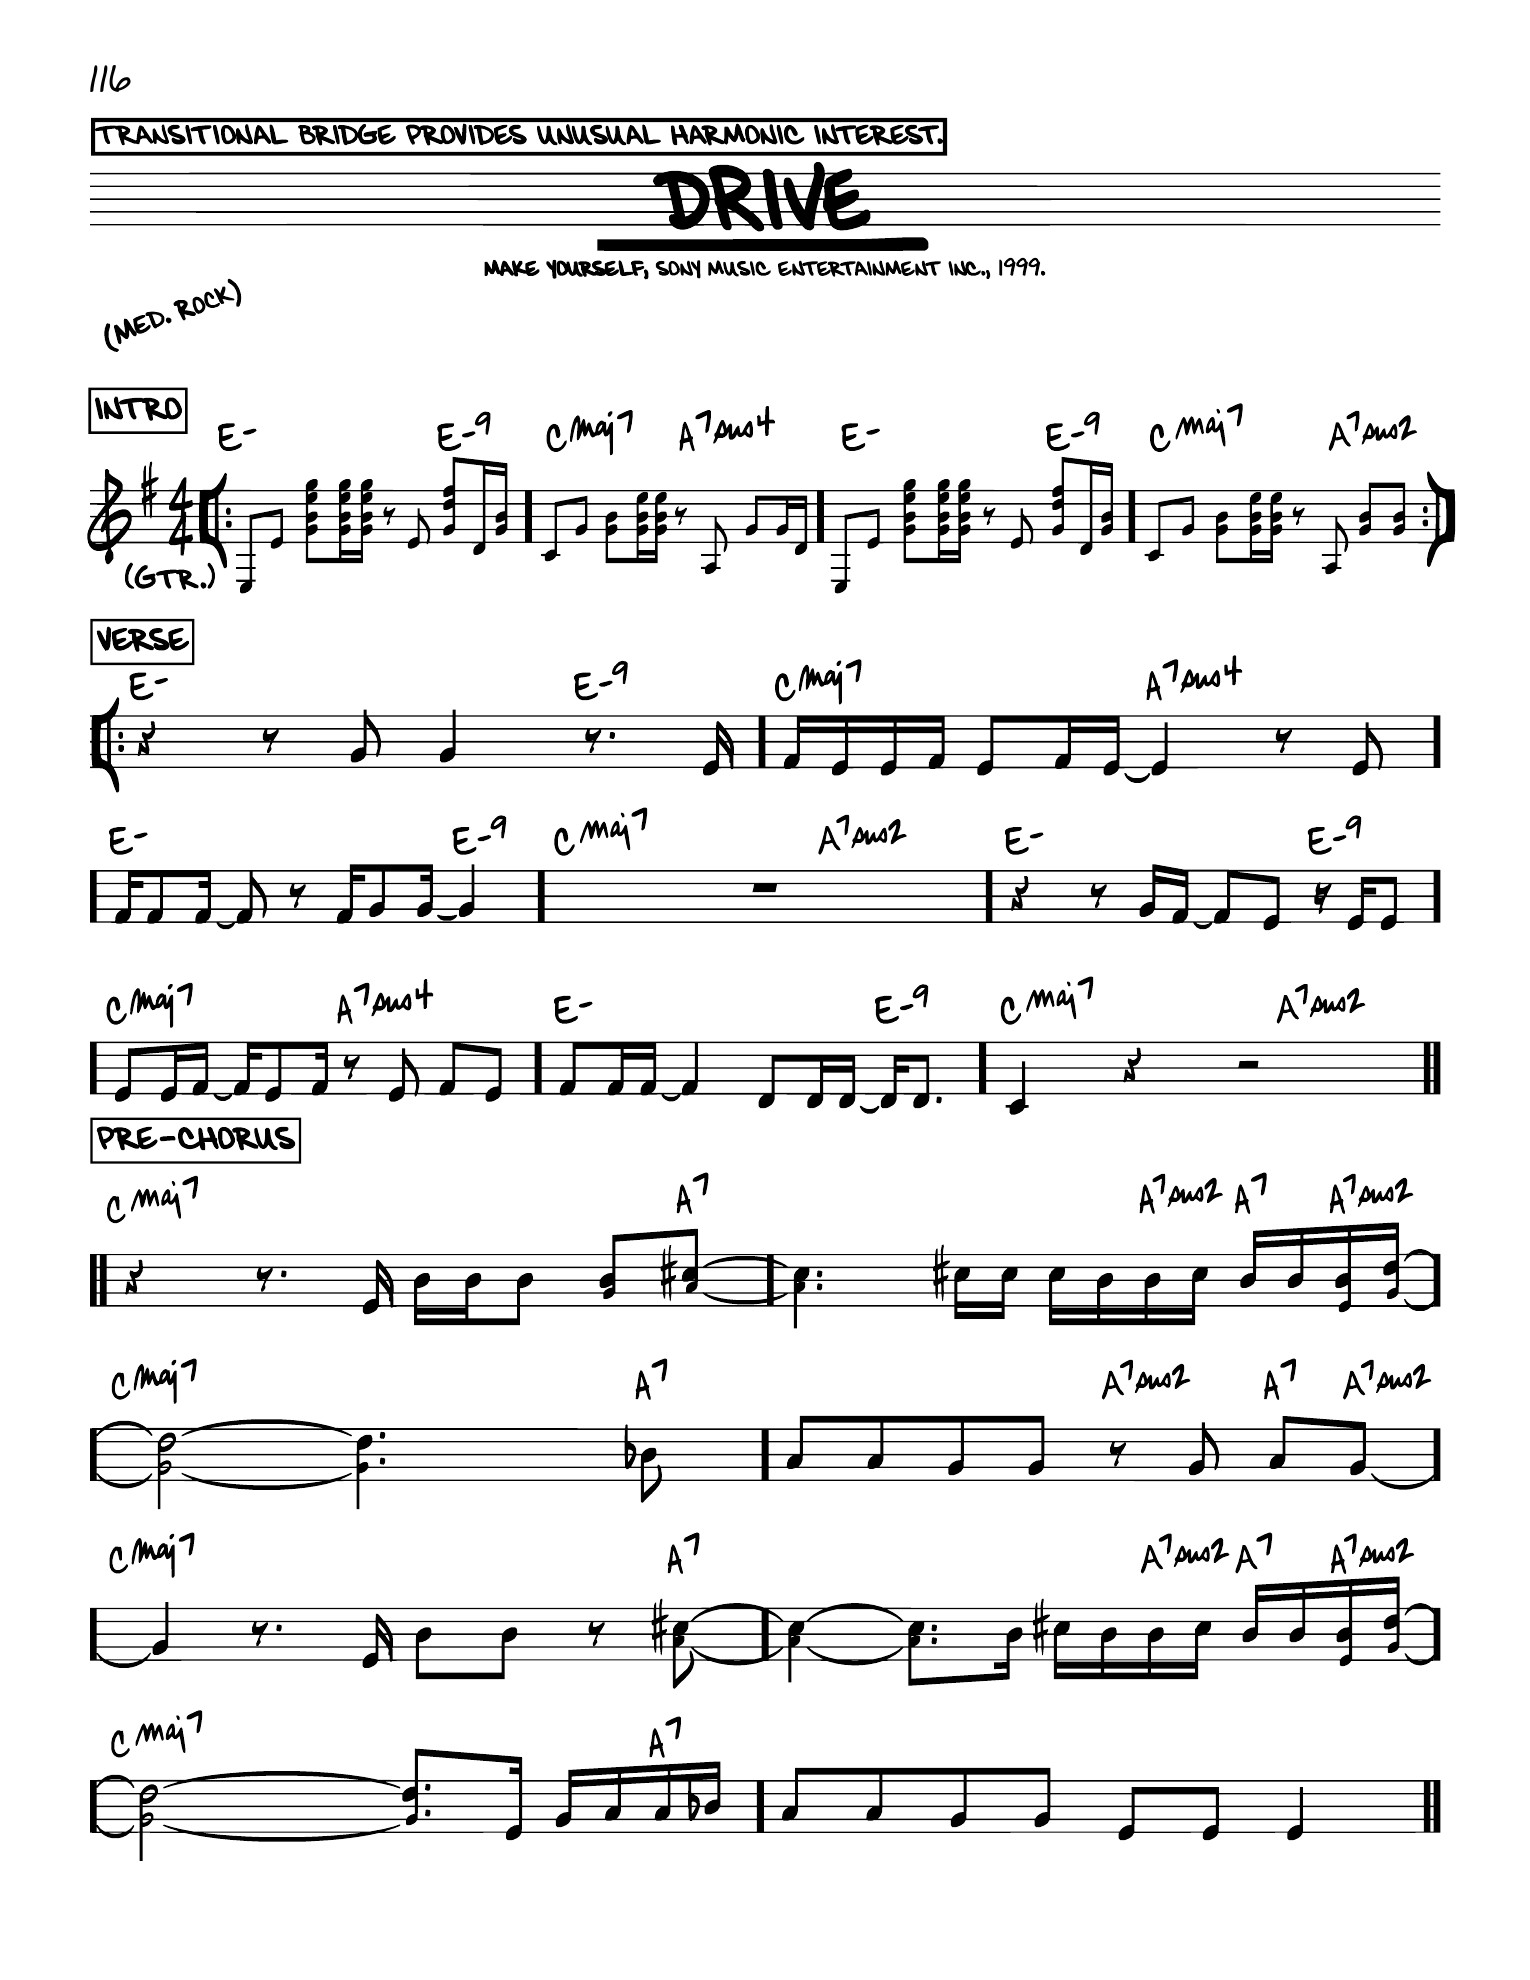 116
TRANSITIONAL BRIDGE PROVIDES UNUSUAL HARMONIC INTEREST.
DRIVE
MAKE YOURSELF, SONY MUSIC ENTERTAINMENT INC., 1999.
(MED. ROCK)
INTRO
E- E-9 Cmaj7 A7sus4 E- E-9 Cmaj7 A7sus2
4
4
(GTR.)
VERSE
E- E-9 Cmaj7 A7sus4
E- E-9 Cmaj7 A7sus2 E- E-9
Cmaj7 A7sus4 E- E-9 Cmaj7 A7sus2
PRE-CHORUS
Cmaj7 A7 A7sus2 A7 A7sus2
Cmaj7 A7 A7sus2 A7 A7sus2
Cmaj7 A7 A7sus2 A7 A7sus2
Cmaj7 A7